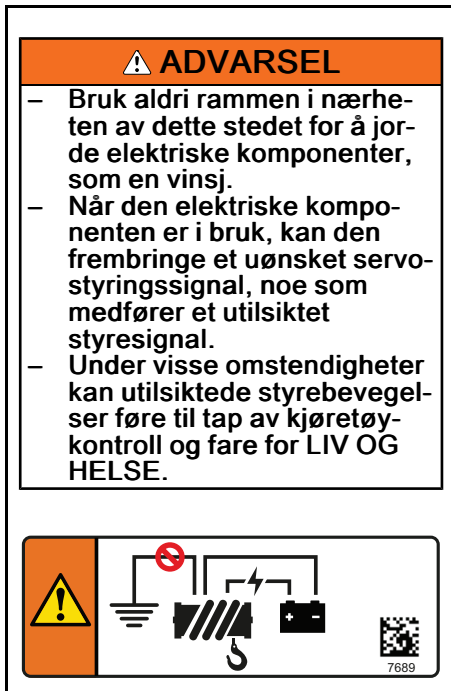 ⚠ ADVARSEL
– Bruk aldri rammen i nærhe-
ten av dette stedet for å jor-
de elektriske komponenter,
som en vinsj.
– Når den elektriske kompo-
nenten er i bruk, kan den
frembringe et uønsket servo-
styringssignal, noe som
medfører et utilsiktet
styresignal.
– Under visse omstendigheter
kan utilsiktede styrebevegel-
ser føre til tap av kjøretøy-
kontroll og fare for LIV OG
HELSE.
+ -
7689